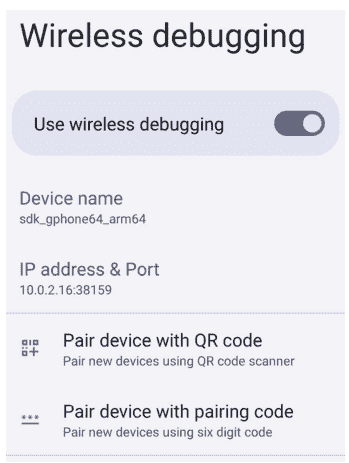 Wireless debugging
Use wireless debugging
Device name
sdk_gphone64_arm64
IP address & Port
10.0.2.16:38159
Pair device with QR code
Pair new devices using QR code scanner
Pair device with pairing code
Pair new devices using six digit code